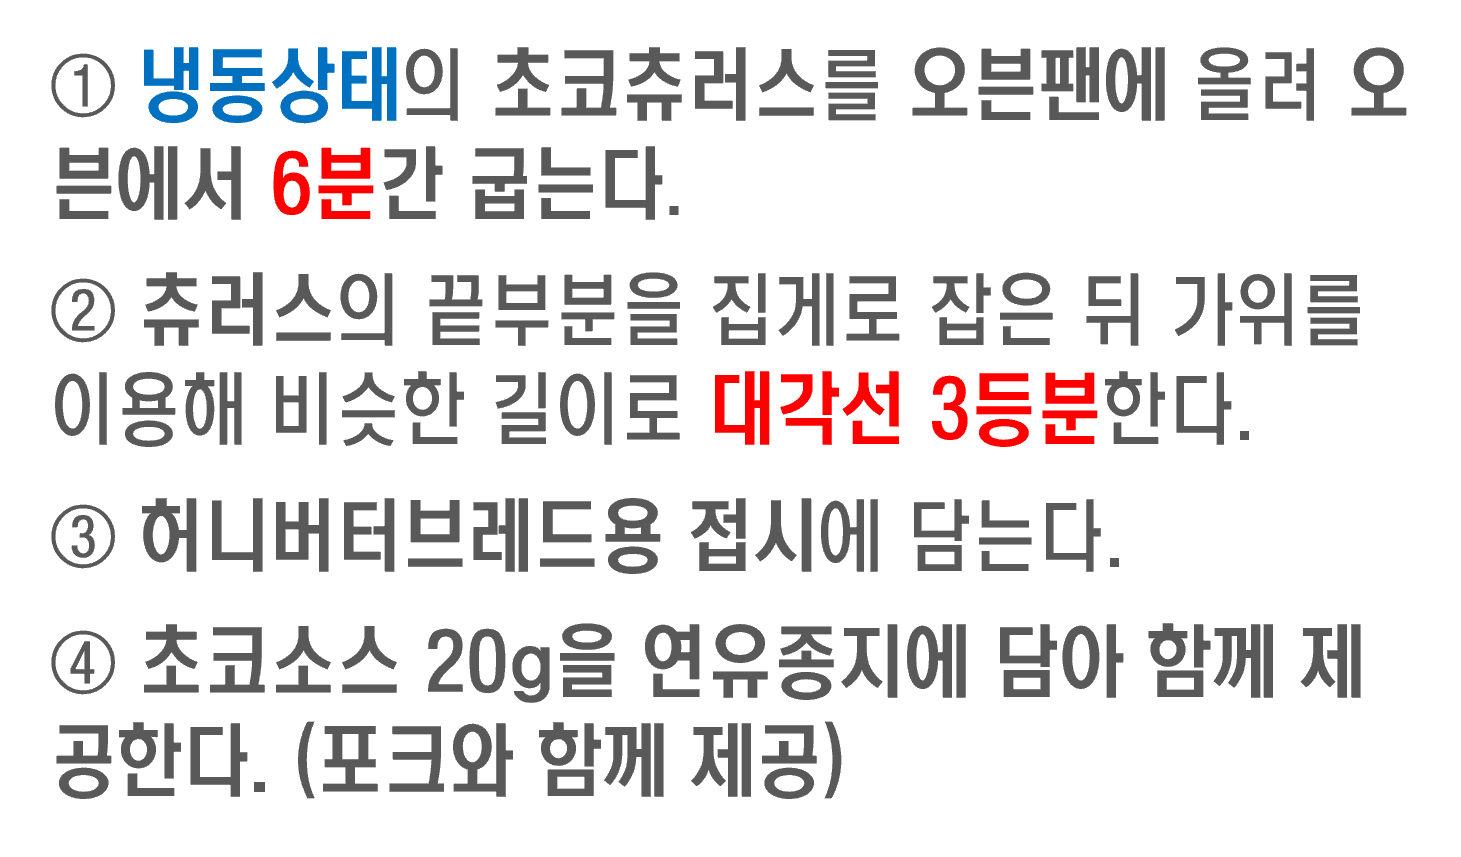 ① 냉동상태의 초코츄러스를 오븐팬에 올려 오
븐에서 6분간 굽는다.
② 츄러스의 끝부분을 집게로 잡은 뒤 가위를
이용해 비슷한 길이로 대각선 3등분한다.
③ 허니버터브레드용 접시에 담는다.
④ 초코소스 20g을 연유종지에 담아 함께 제
공한다. (포크와 함께 제공)